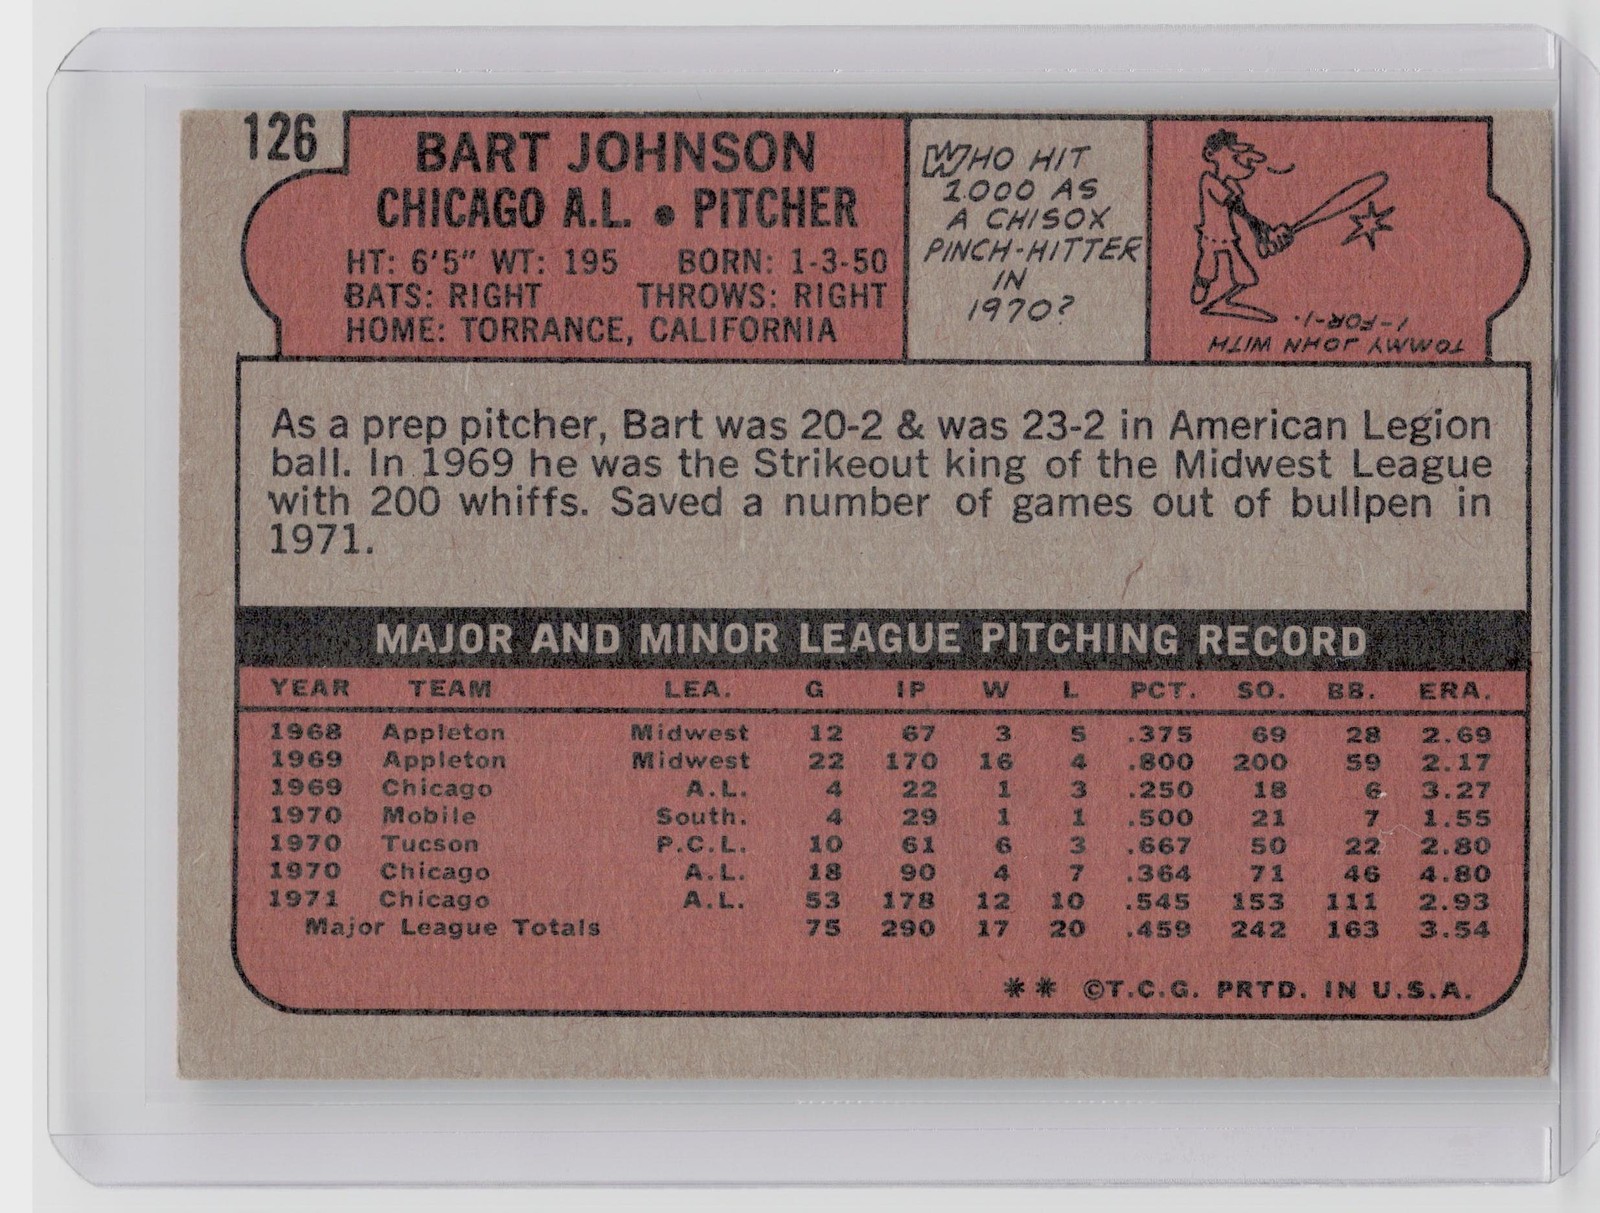 126
BART JOHNSON
CHICAGO A.L. • PITCHER
HT: 6'5" WT: 195 BORN: 1-3-50
BATS: RIGHT THROWS: RIGHT
HOME: TORRANCE, CALIFORNIA
WHO HIT
1.000 AS
A CHISOX
PINCH-HITTER
IN
1970?
TOMMY JOHN WITH
1-FOR-1.
As a prep pitcher, Bart was 20-2 & was 23-2 in American Legion
ball. In 1969 he was the Strikeout king of the Midwest League
with 200 whiffs. Saved a number of games out of bullpen in
1971.
MAJOR AND MINOR LEAGUE PITCHING RECORD
YEAR TEAM LEA. G IP W L PCT. SO. BB. ERA.
1968 Appleton Midwest 12 67 3 5 .375 69 28 2.69
1969 Appleton Midwest 22 170 16 4 .800 200 59 2.17
1969 Chicago A.L. 4 22 1 3 .250 18 6 3.27
1970 Mobile South. 4 29 1 1 .500 21 7 1.55
1970 Tucson P.C.L. 10 61 6 3 .667 50 22 2.80
1970 Chicago A.L. 18 90 4 7 .364 71 46 4.80
1971 Chicago A.L. 53 178 12 10 .545 153 111 2.93
Major League Totals 75 290 17 20 .459 242 163 3.54
** ©T.C.G. PRTD. IN U.S.A.